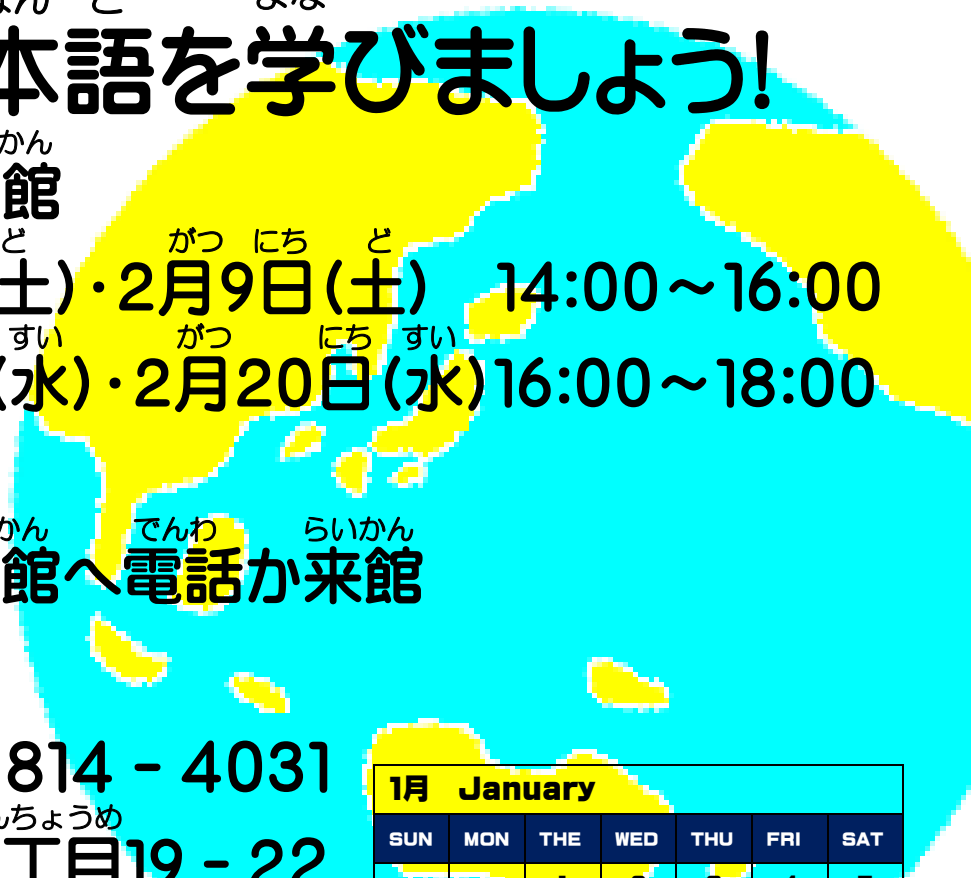 本語を学びましょう!
かん
館
ど がつ にち ど
土)・2月9日(土) 14:00～16:00
すい がつ にち すい
(水)・2月20日(水)16:00～18:00
かん でんわ らいかん
館へ電話か来館
814 - 4031
ちょうめ
丁目19 - 22
1月 January
SUN MON THE WED THU FRI SAT